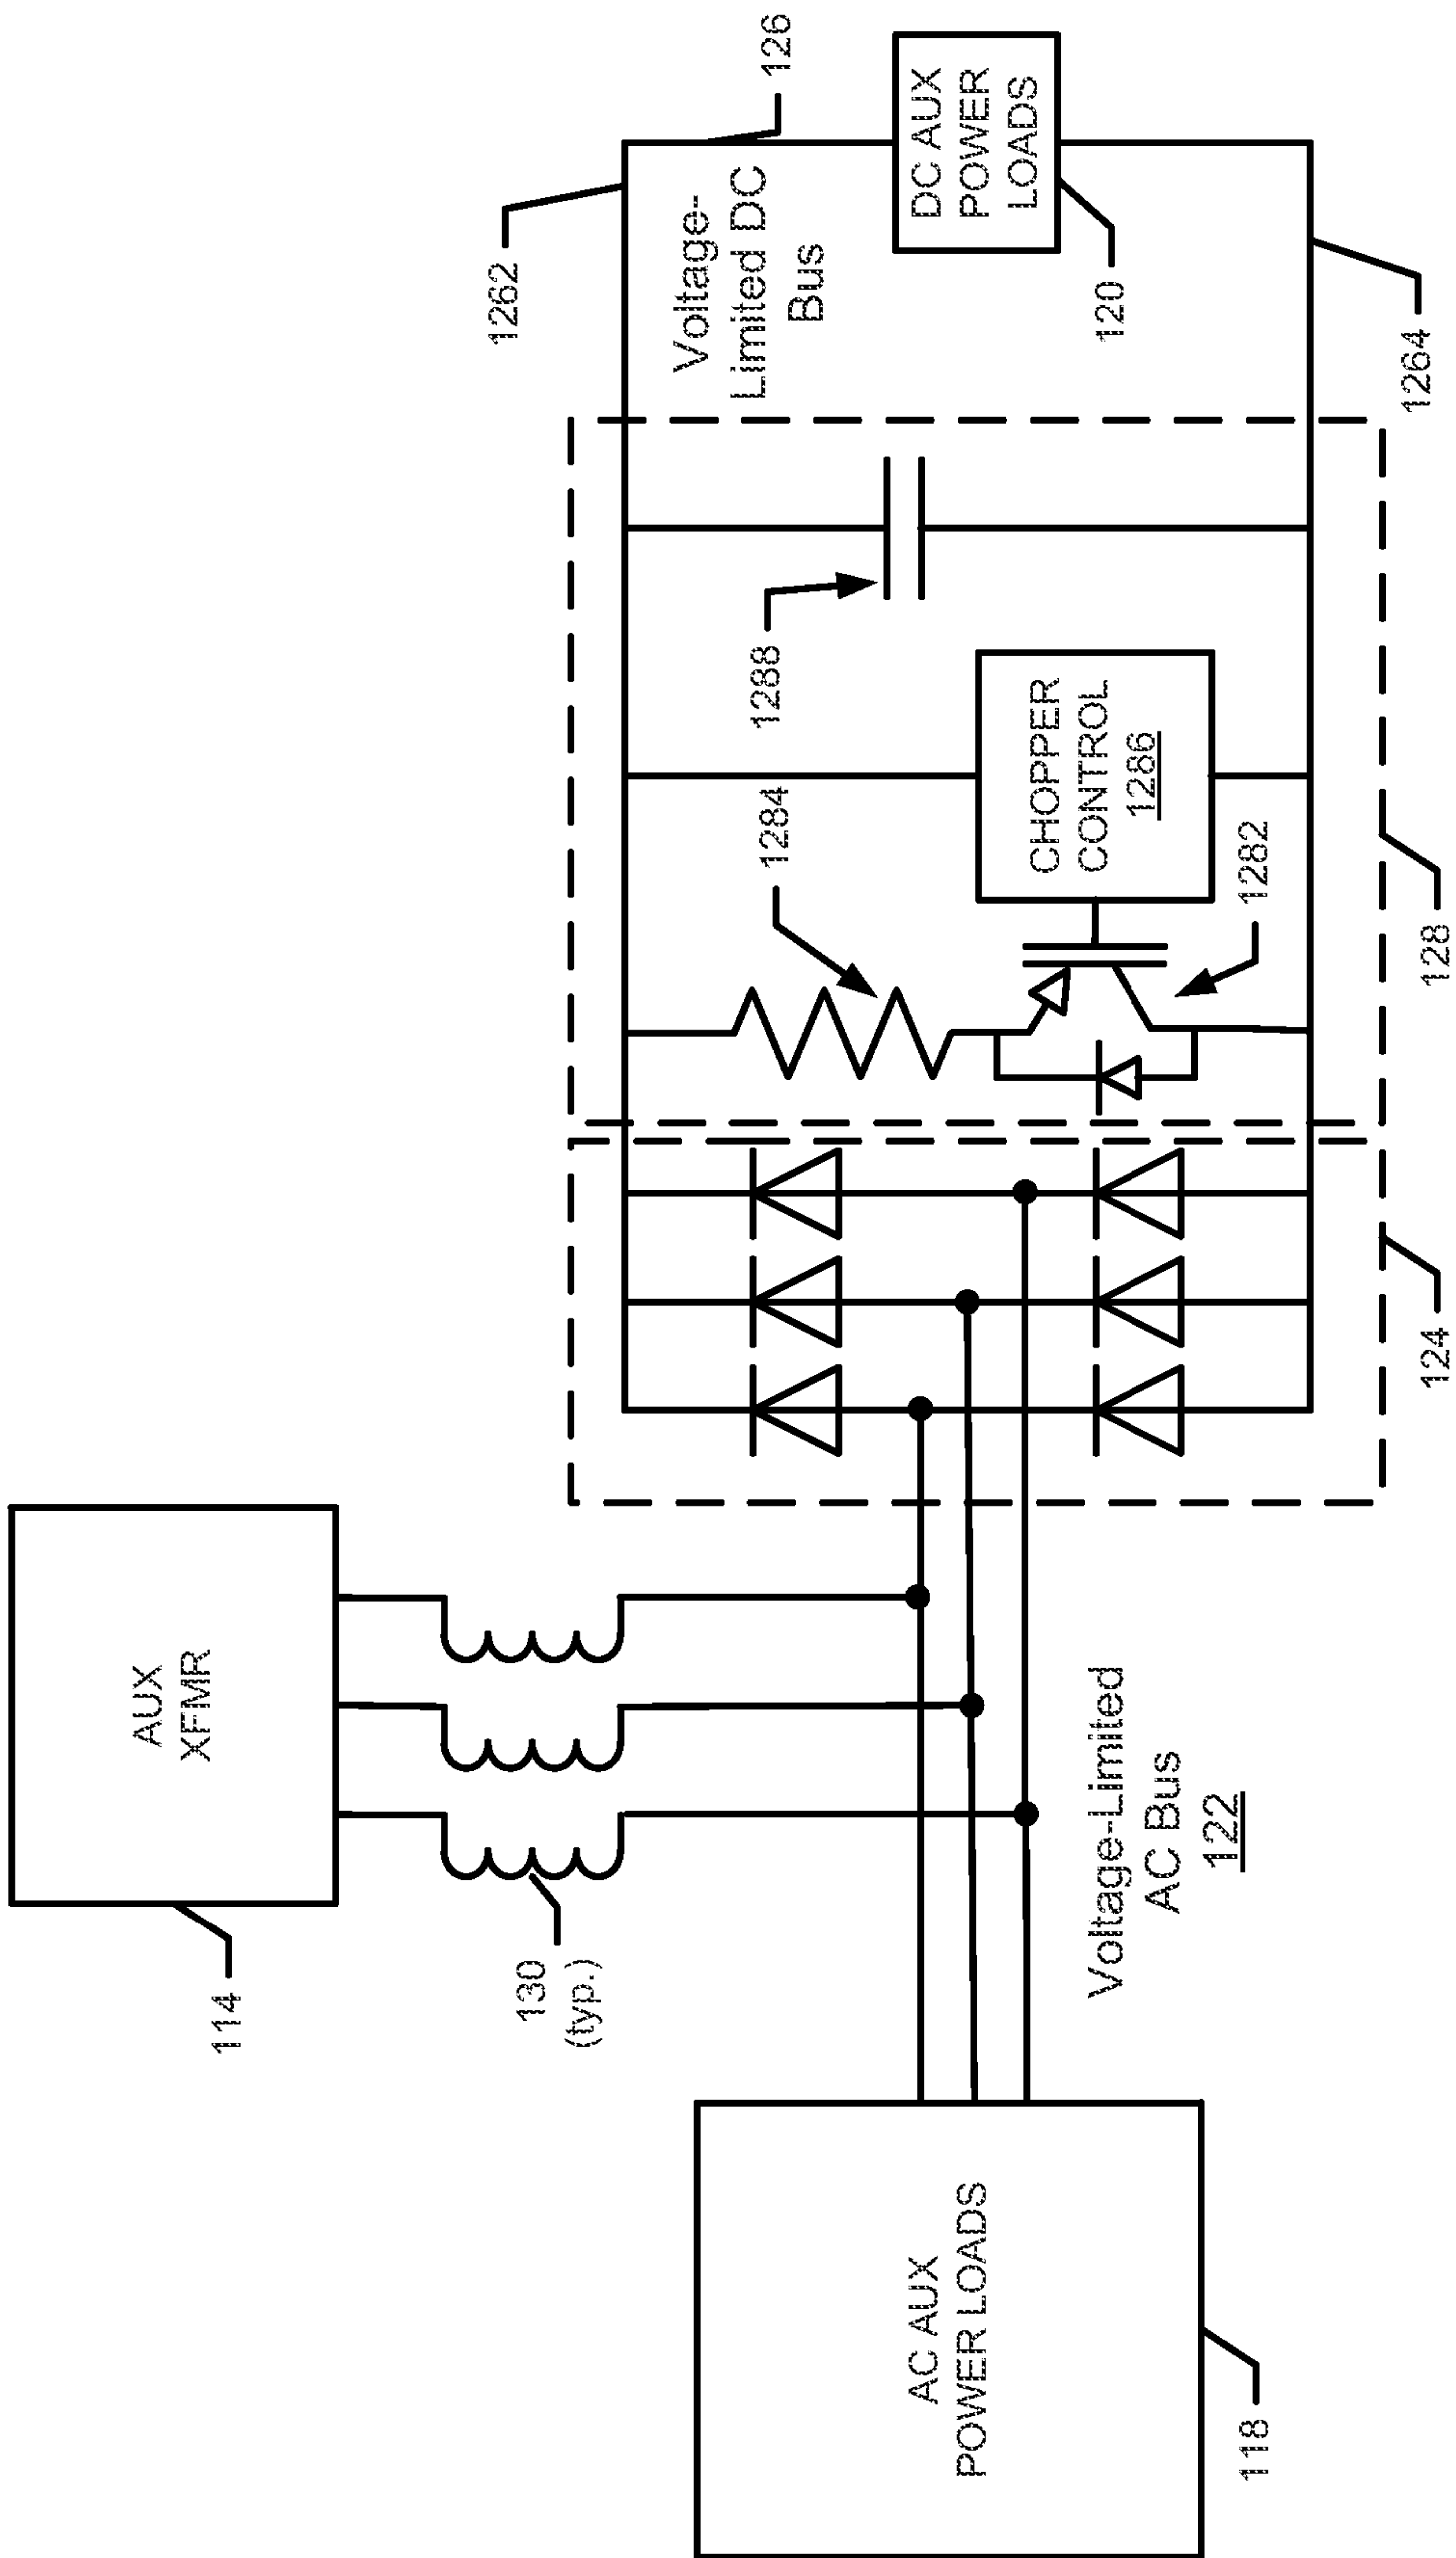 126
1262
Voltage-
Limited DC
Bus
DC AUX
POWER
LOADS
120
1264
1288
1284
CHOPPER
CONTROL
1286
1282
128
124
AUX
XFMR
114
130
(typ.)
Voltage-Limited
AC Bus
122
AC AUX
POWER LOADS
118